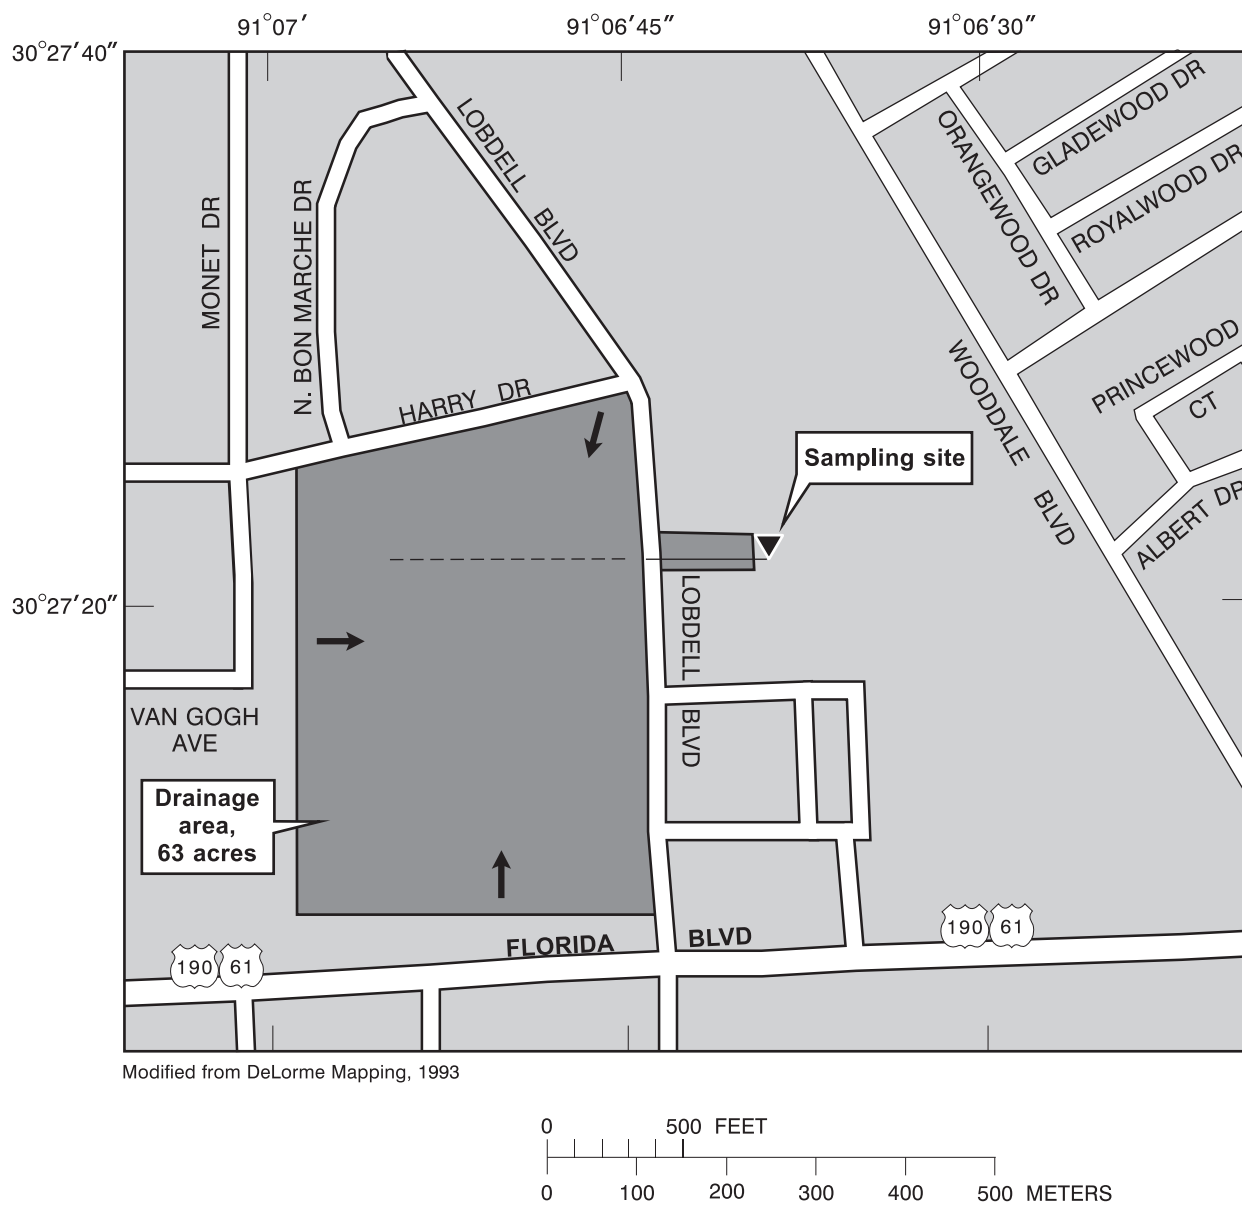 91°07′ 91°06′45″ 91°06′30″
30°27′40″
GLADEWOOD DR
ORANGEWOOD DR
ROYALWOOD DR
LOBDELL BLVD
MONET DR
N. BON MARCHE DR
HARRY DR
PRINCEWOOD
CT
WOODDALE BLVD
ALBERT DR
Sampling site
30°27′20″
LOBDELL BLVD
VAN GOGH
AVE
Drainage
area,
63 acres
FLORIDA BLVD
190 61
190 61
Modified from DeLorme Mapping, 1993
0 500 FEET
0 100 200 300 400 500 METERS